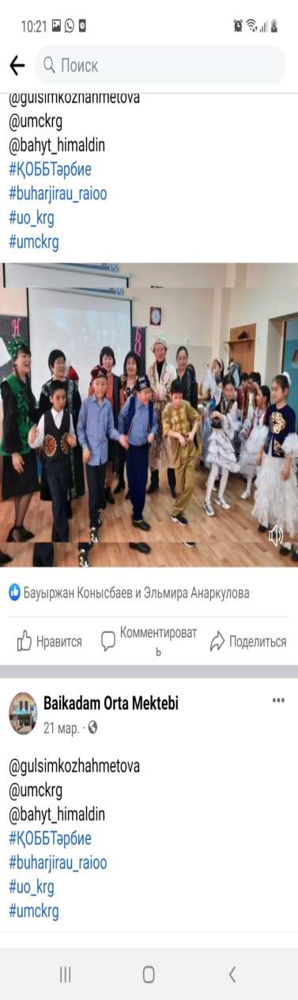 10:21
Поиск
@gulsimkozhahmetova
@umckrg
@bahyt_himaldin
#ҚОББТәрбие
#buharjirau_raioo
#uo_krg
#umckrg
Бауыржан Конысбаев и Эльмира Анаркулова
Нравится
Комментироват
ь
Поделиться
Baikadam Orta Mektebi
21 мар. ·
@gulsimkozhahmetova
@umckrg
@bahyt_himaldin
#ҚОББТәрбие
#buharjirau_raioo
#uo_krg
#umckrg